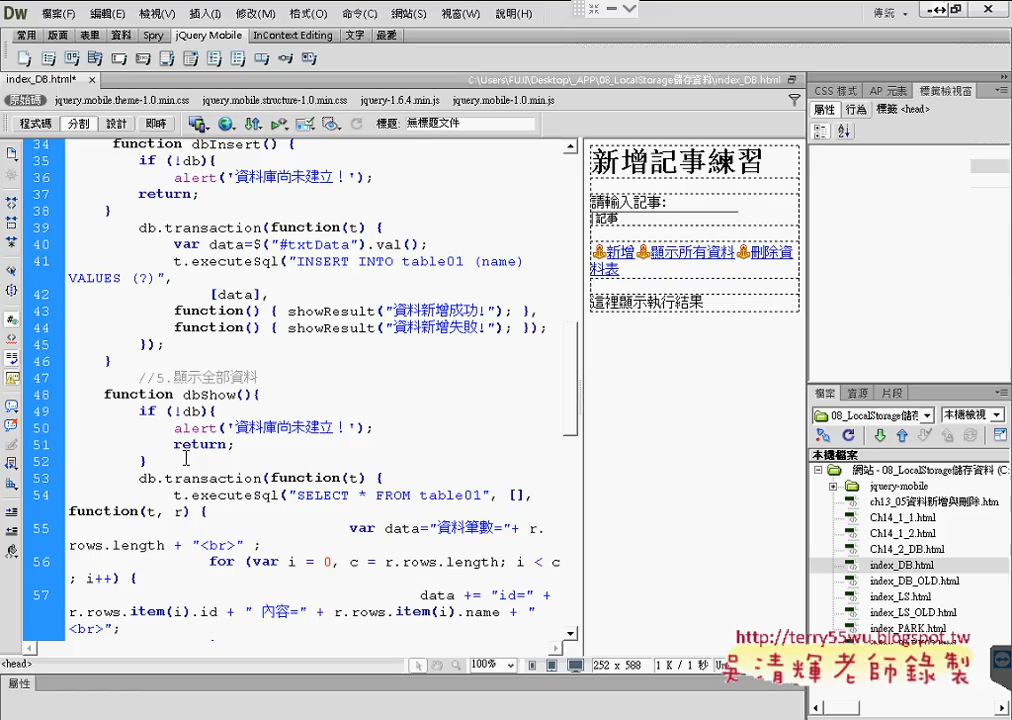 Dw 檔案(F) 編輯(E) 檢視(V) 插入(I) 修改(M) 格式(O) 命令(C) 網站(S) 視窗(W) 說明(H) 傳統
常用 版面 表單 資料 Spry jQuery Mobile InContext Editing 文字 最愛
index_DB.html* × C:\Users\FUJI\Desktop\_APP\08_LocalStorage儲存資料\index_DB.html
原始碼 jquery.mobile.theme-1.0.min.css jquery.mobile.structure-1.0.min.css jquery-1.6.4.min.js jquery.mobile-1.0.min.js
程式碼 分割 設計 即時 標題: 無標題文件
34 function dbInsert() {
35 if (!db){
36 alert('資料庫尚未建立！');
37 return;
38 }
39 db.transaction(function(t) {
40 var data=$("#txtData").val();
41 t.executeSql("INSERT INTO table01 (name)
VALUES (?)",
42 [data],
43 function() { showResult("資料新增成功!"); },
44 function() { showResult("資料新增失敗!"); });
45 });
46 }
47 //5.顯示全部資料
48 function dbShow(){
49 if (!db){
50 alert('資料庫尚未建立！');
51 return;
52 }
53 db.transaction(function(t) {
54 t.executeSql("SELECT * FROM table01", [],
function(t, r) {
55 var data="資料筆數="+ r.
rows.length + "<br>" ;
56 for (var i = 0, c = r.rows.length; i < c
; i++) {
57 data += "id=" +
r.rows.item(i).id + " 內容=" + r.rows.item(i).name + "
<br>";
新增記事練習
請輸入記事:
記事
新增 顯示所有資料 刪除資
料表
這裡顯示執行結果
CSS 樣式 AP 元素 標籤檢視器
屬性 行為 標籤 <head>
檔案 資源 片段
08_LocalStorage儲存 本機檢視
本機檔案
網站 - 08_LocalStorage儲存資料 (C
jquery-mobile
ch13_05資料新增與刪除.htm
Ch14_1_1.html
Ch14_1_2.html
Ch14_2_DB.html
index_DB.html
index_DB_OLD.html
index_LS.html
index_LS_OLD.html
index_PARK.html
<head> 100% 252 x 588 1 K / 1 秒
屬性
http://terry55wu.blogspot.tw
吳清輝老師錄製